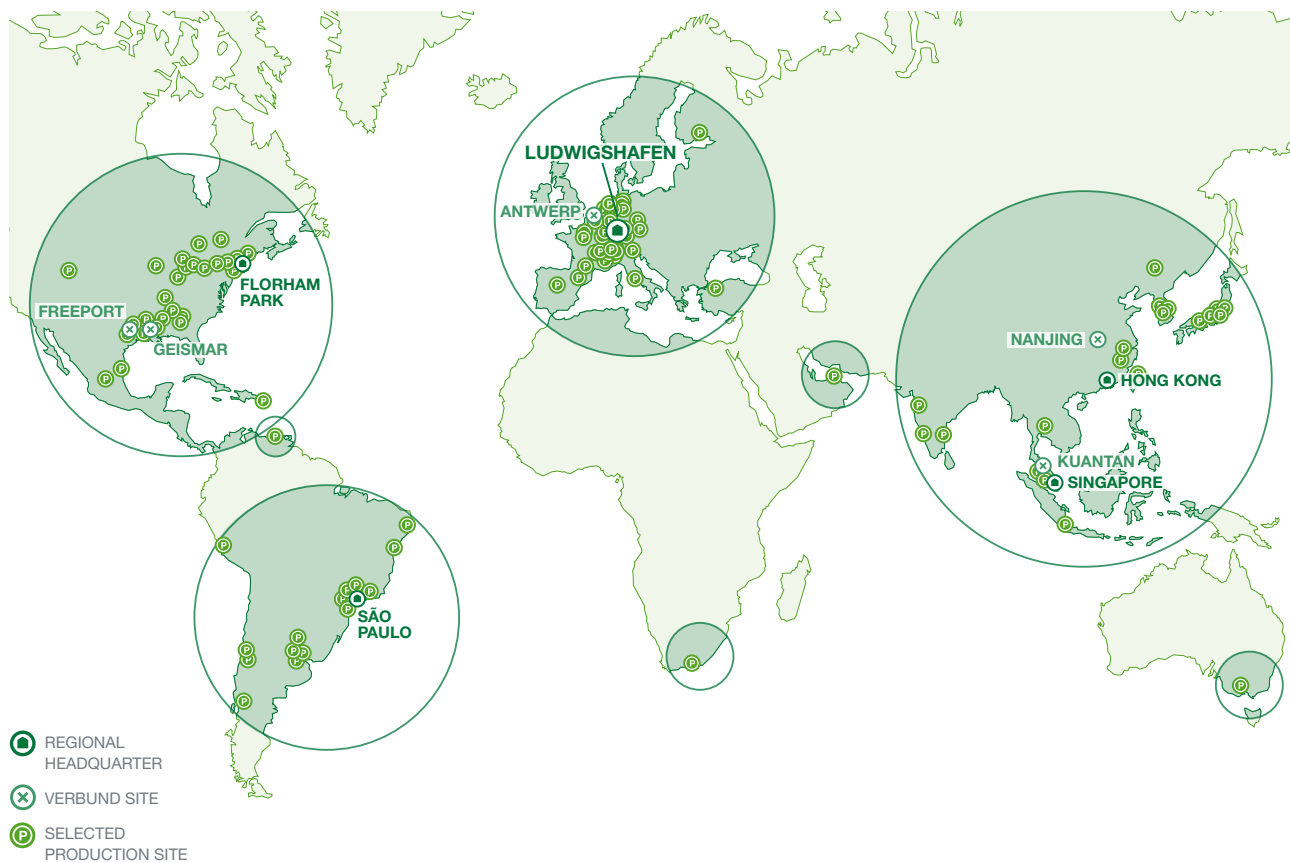 LUDWIGSHAFEN
ANTWERP
FLORHAM
PARK
FREEPORT
GEISMAR
NANJING
HONG KONG
KUANTAN
SINGAPORE
SÃO
PAULO
REGIONAL
HEADQUARTER
VERBUND SITE
P SELECTED
PRODUCTION SITE